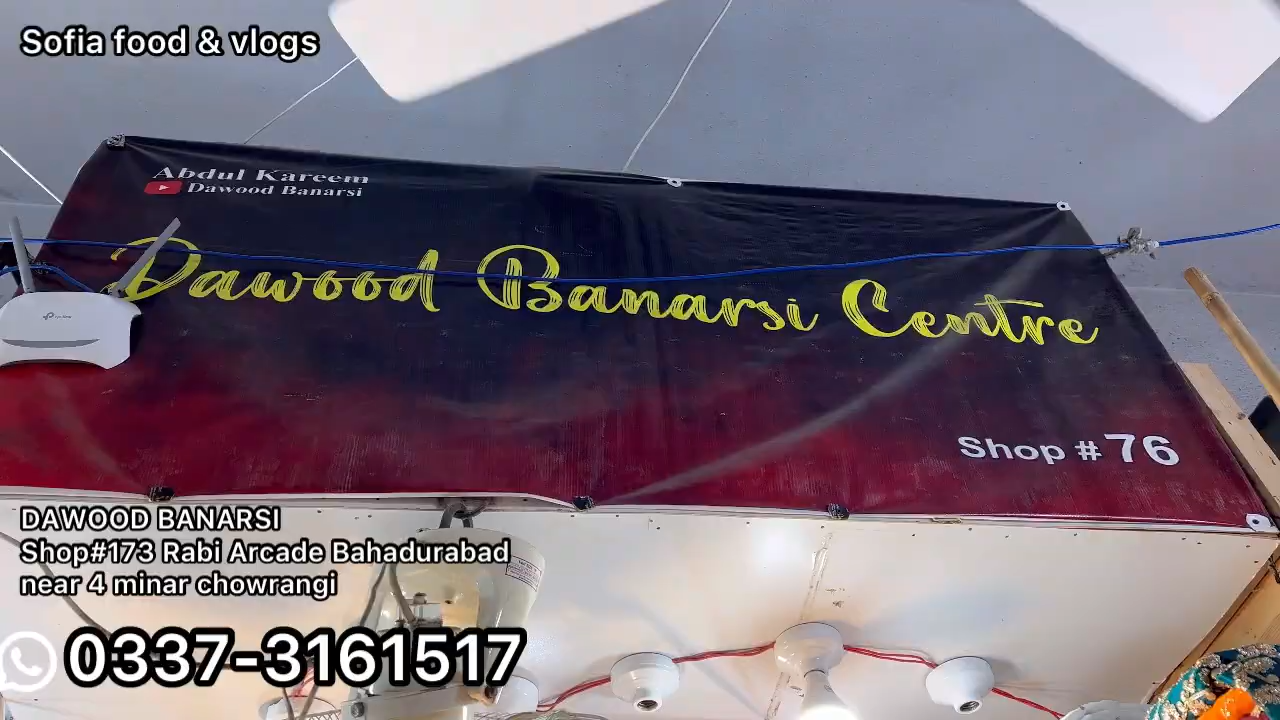 Sofia food & vlogs
Abdul Kareem
Dawood Banarsi
Dawood Banarsi Centre
Shop #76
DAWOOD BANARSI
Shop#173 Rabi Arcade Bahadurabad
near 4 minar chowrangi
0337-3161517